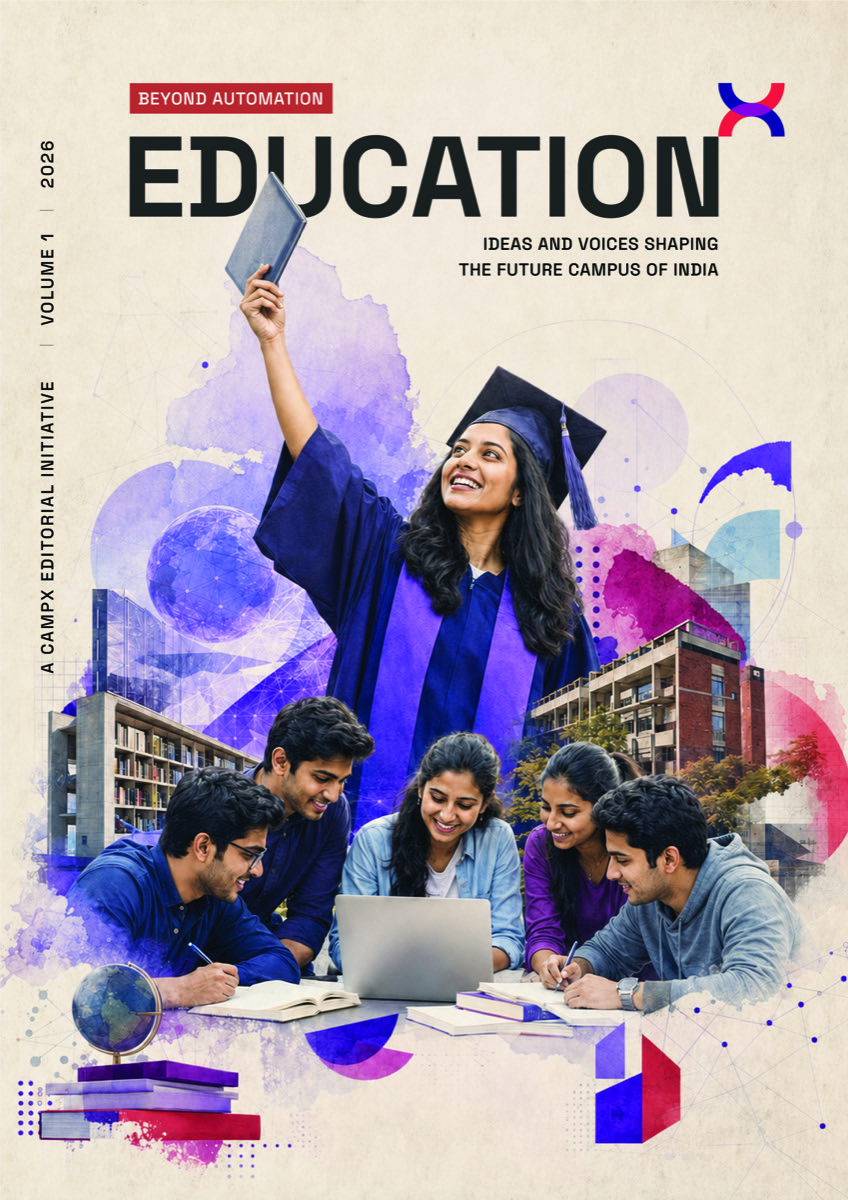 BEYOND AUTOMATION
EDUCATION
IDEAS AND VOICES SHAPING
THE FUTURE CAMPUS OF INDIA
A CAMPX EDITORIAL INITIATIVE | VOLUME 1 | 2026